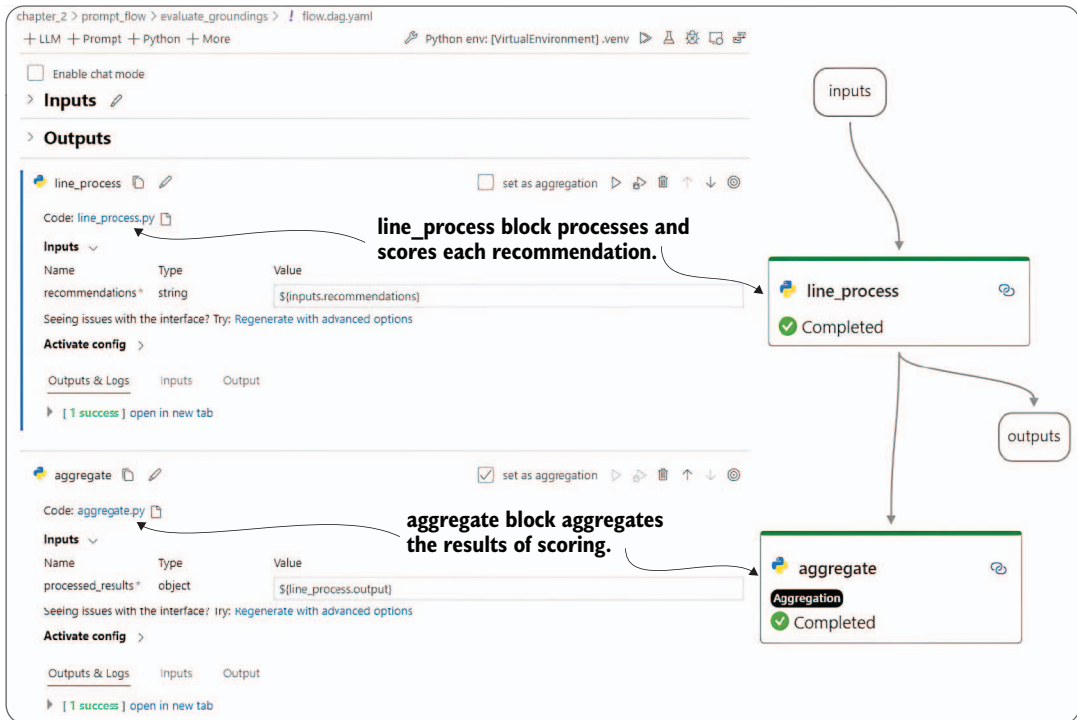 chapter_2 > prompt_flow > evaluate_groundings > ! flow.dag.yaml
+ LLM + Prompt + Python + More
Python env: [VirtualEnvironment] .venv
Enable chat mode
> Inputs
> Outputs
line_process
set as aggregation
Code: line_process.py
line_process block processes and
scores each recommendation.
Inputs
Name Type Value
recommendations* string ${inputs.recommendations}
Seeing issues with the interface? Try: Regenerate with advanced options
Activate config >
Outputs & Logs Inputs Output
[ 1 success ] open in new tab
aggregate
set as aggregation
Code: aggregate.py
aggregate block aggregates
the results of scoring.
Inputs
Name Type Value
processed_results* object ${line_process.output}
Seeing issues with the interface? Try: Regenerate with advanced options
Activate config >
Outputs & Logs Inputs Output
[ 1 success ] open in new tab
inputs
line_process
Completed
outputs
aggregate
Aggregation
Completed